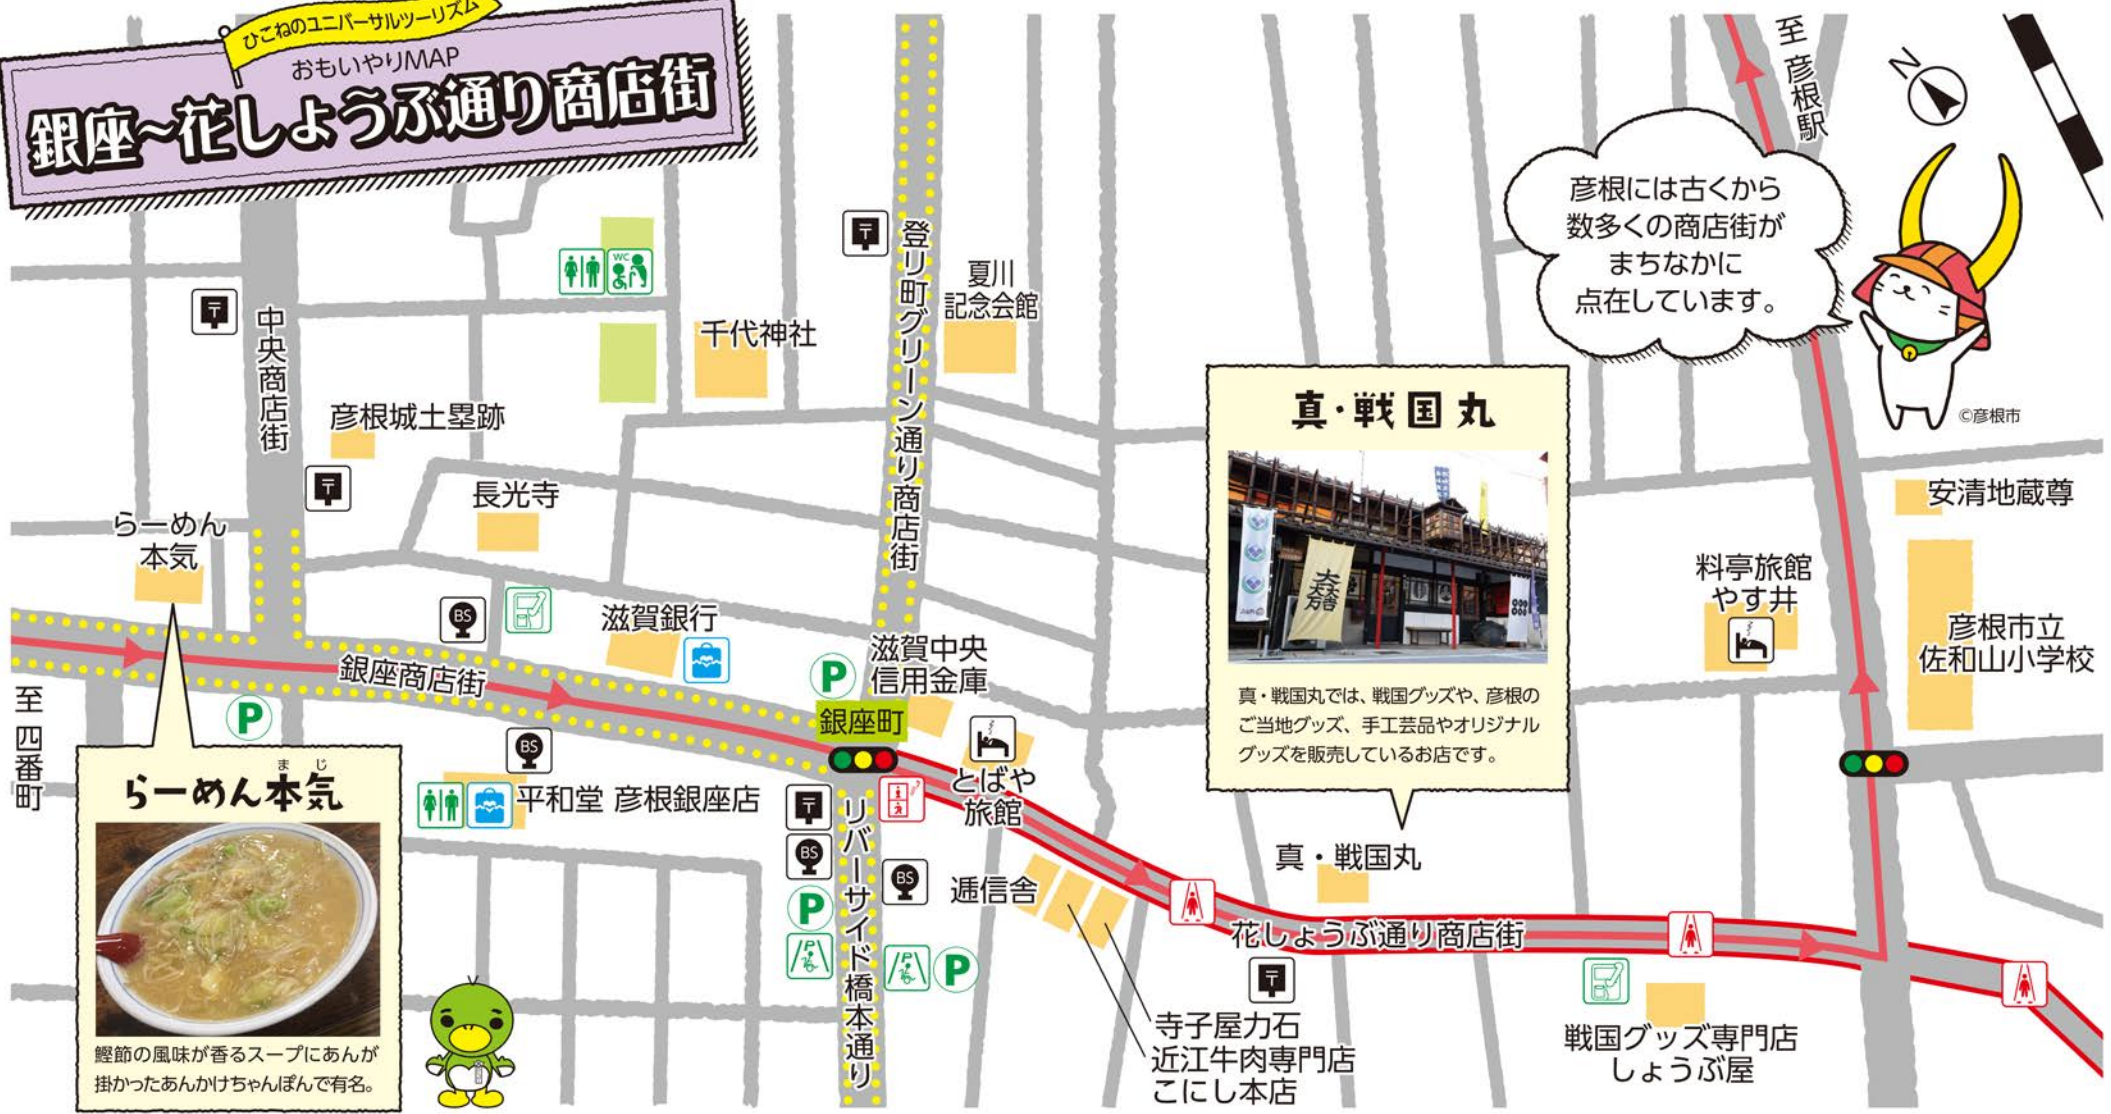 ひこねのユニバーサルツーリズム
おもいやりMAP
銀座～花しょうぶ通り商店街
至 彦根駅
N
彦根には古くから
数多くの商店街が
まちなかに
点在しています。
©彦根市
登り町グリーン通り商店街
夏川
記念会館
WC
千代神社
中央商店街
彦根城土塁跡
長光寺
らーめん
本気
真・戦国丸
大一大万大吉
真・戦国丸では、戦国グッズや、彦根の
ご当地グッズ、手工芸品やオリジナル
グッズを販売しているお店です。
安清地蔵尊
料亭旅館
やす井
彦根市立
佐和山小学校
BS
滋賀銀行
滋賀中央
信用金庫
P
銀座町
銀座商店街
至 四番町
P
BS
平和堂 彦根銀座店
とばや
旅館
らーめん本気
まじ
鰹節の風味が香るスープにあんが
掛かったあんかけちゃんぽんで有名。
BS
BS
P
P
P
P
リバーサイド橋本通り
逓信舎
真・戦国丸
花しょうぶ通り商店街
寺子屋力石
近江牛肉専門店
こにし本店
戦国グッズ専門店
しょうぶ屋